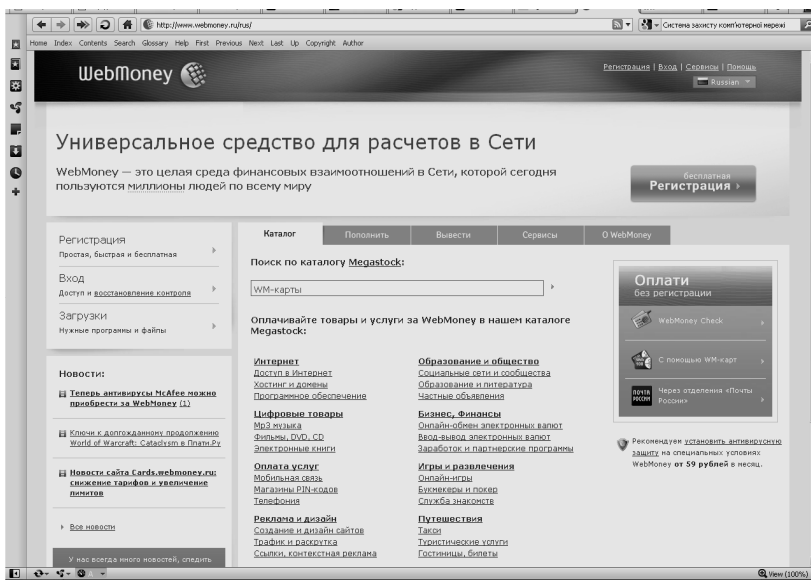 http://www.webmoney.ru/rus/
Система захисту комп'ютерної мережі
Home Index Contents Search Glossary Help First Previous Next Last Up Copyright Author
WebMoney
Регистрация | Вход | Сервисы | Помощь
Russian
Универсальное средство для расчетов в Сети
WebMoney — это целая среда финансовых взаимоотношений в Сети, которой сегодня
пользуются миллионы людей по всему миру
бесплатная
Регистрация
Регистрация
Простая, быстрая и бесплатная
Вход
Доступ и восстановление контроля
Загрузки
Нужные программы и файлы
Новости:
Теперь антивирусы McAfee можно
приобрести за WebMoney (1)
Ключи к долгожданному продолжению
World of Warcraft: Cataclysm в Плати.Ру
Новости сайта Cards.webmoney.ru:
снижение тарифов и увеличение
лимитов
Все новости
У нас всегда много новостей, следить
Каталог Пополнить Вывести Сервисы О WebMoney
Поиск по каталогу Megastock:
WM-карты
Оплачивайте товары и услуги за WebMoney в нашем каталоге
Megastock:
Интернет
Доступ в Интернет
Хостинг и домены
Программное обеспечение
Цифровые товары
Mp3 музыка
Фильмы, DVD, CD
Электронные книги
Оплата услуг
Мобильная связь
Магазины PIN-кодов
Телефония
Реклама и дизайн
Создание и дизайн сайтов
Трафик и раскрутка
Ссылки, контекстная реклама
Образование и общество
Социальные сети и сообщества
Образование и литература
Частные объявления
Бизнес, Финансы
Онлайн-обмен электронных валют
Ввод-вывод электронных валют
Заработок и партнерские программы
Игры и развлечения
Онлайн-игры
Букмекеры и покер
Служба знакомств
Путешествия
Такси
Туристические услуги
Гостиницы, билеты
Оплати
без регистрации
WebMoney Check
С помощью WM-карт
ПОЧТА
РОССИИ
Через отделения «Почты
России»
Рекомендуем установить антивирусную
защиту на специальных условиях
WebMoney от 59 рублей в месяц.
View (100%)